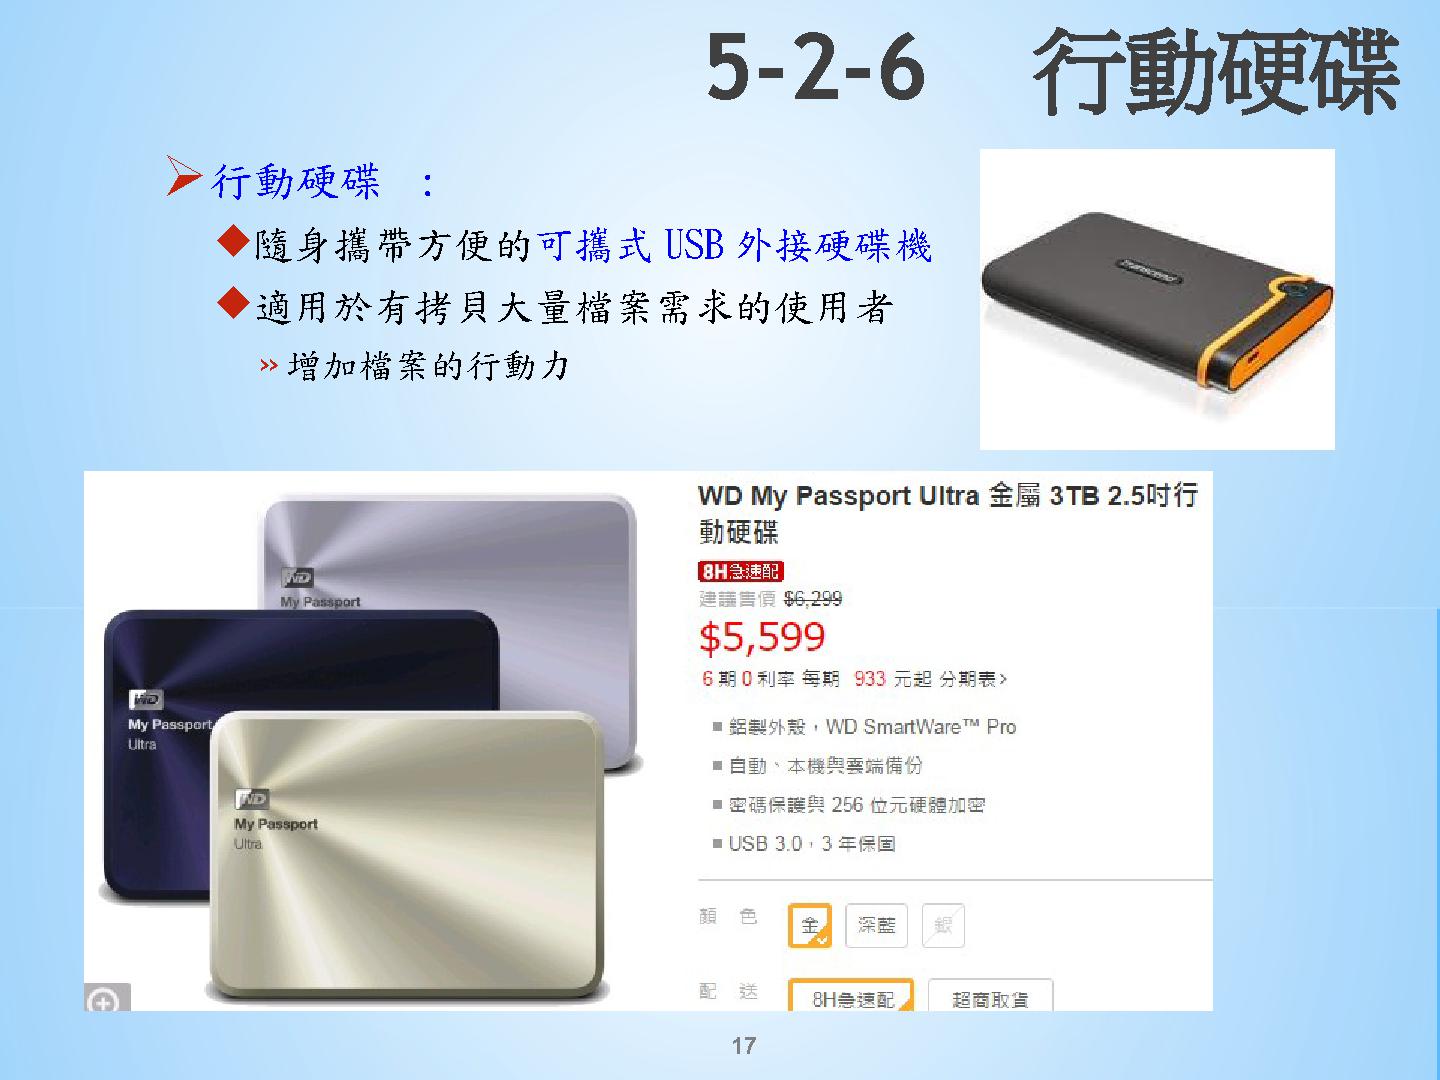 5-2-6 行動硬碟
行動硬碟 ：
隨身攜帶方便的可攜式 USB 外接硬碟機
適用於有拷貝大量檔案需求的使用者
» 增加檔案的行動力
Transcend
WD My Passport Ultra 金屬 3TB 2.5吋行
動硬碟
8H急速配
建議售價 $6,299
$5,599
6 期 0 利率 每期 933 元起 分期表›
鋁製外殼，WD SmartWare™ Pro
自動、本機與雲端備份
密碼保護與 256 位元硬體加密
USB 3.0，3 年保固
顏 色 金 深藍 銀
配 送 8H急速配 超商取貨
WD
My Passport
WD
My Passport
Ultra
WD
My Passport
Ultra
17